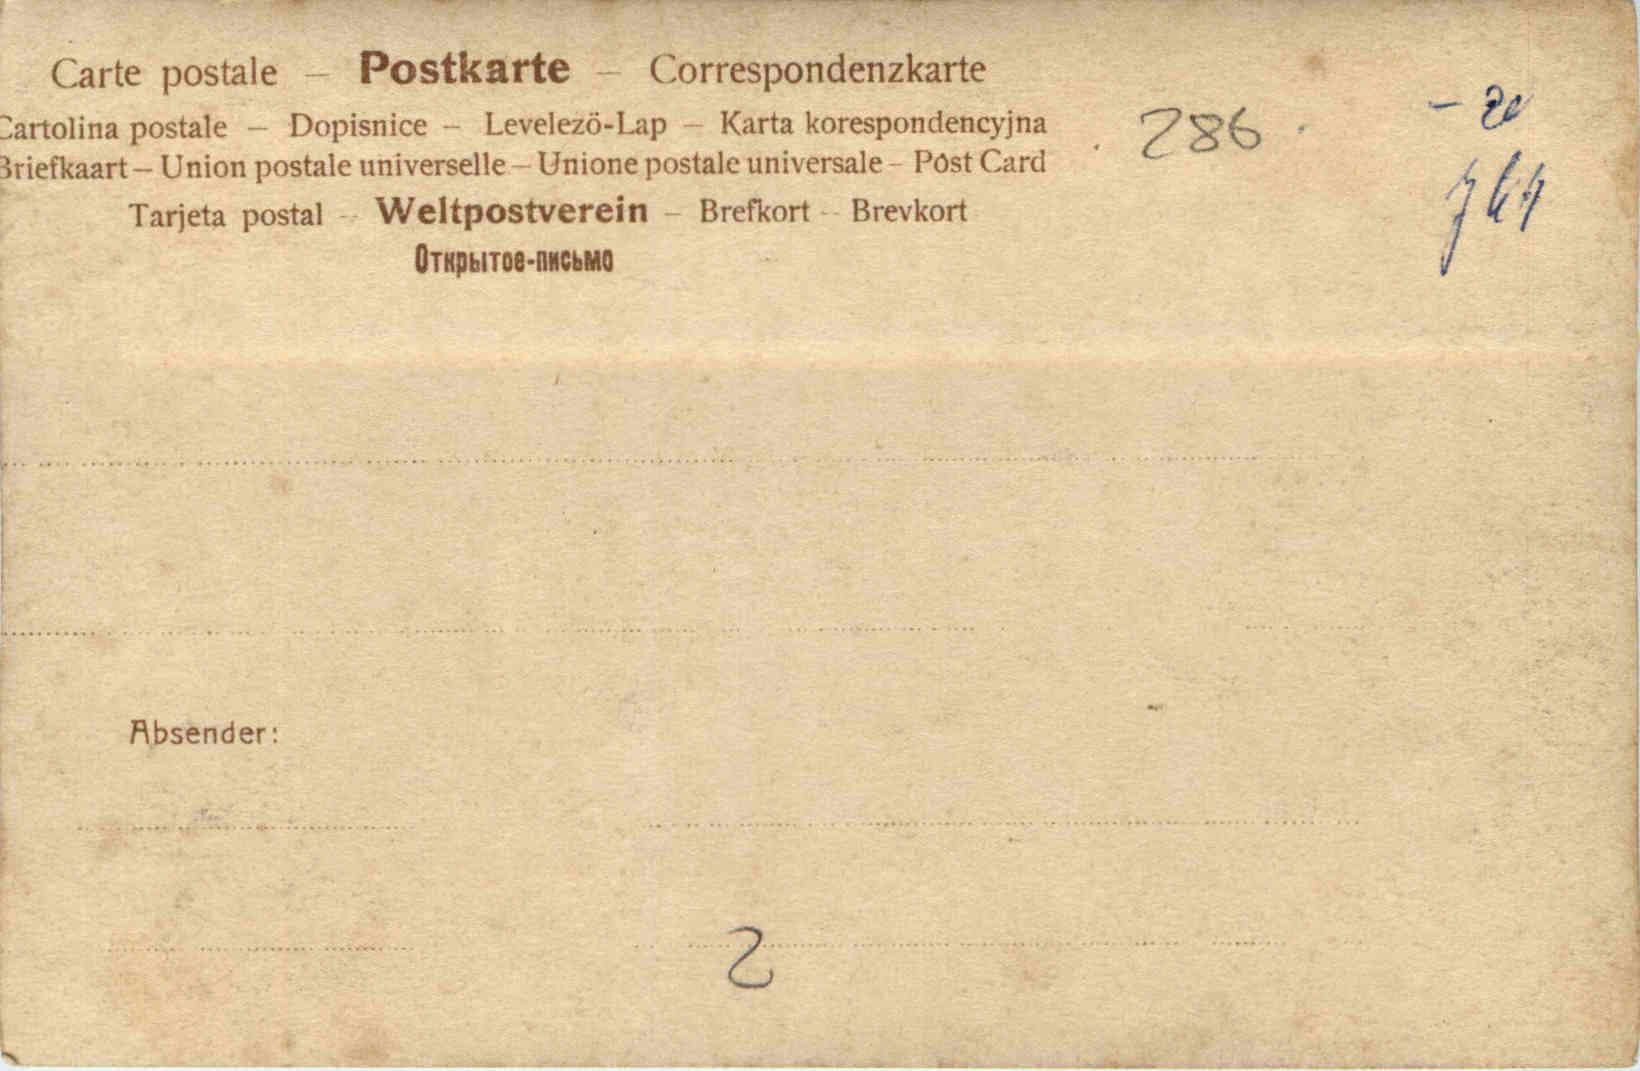 Carte postale – Postkarte – Correspondenzkarte
Cartolina postale – Dopisnice – Levelezö-Lap – Karta korespondencyjna
Briefkaart – Union postale universelle – Unione postale universale – Post Card
Tarjeta postal – Weltpostverein – Brefkort – Brevkort
Открытое-письмо
286
Absender:
2